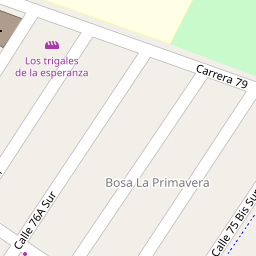 Los trigales
de la esperanza
Carrera 79
Bosa La Primavera
Calle 76A Sur
Calle 75 Bis Sur